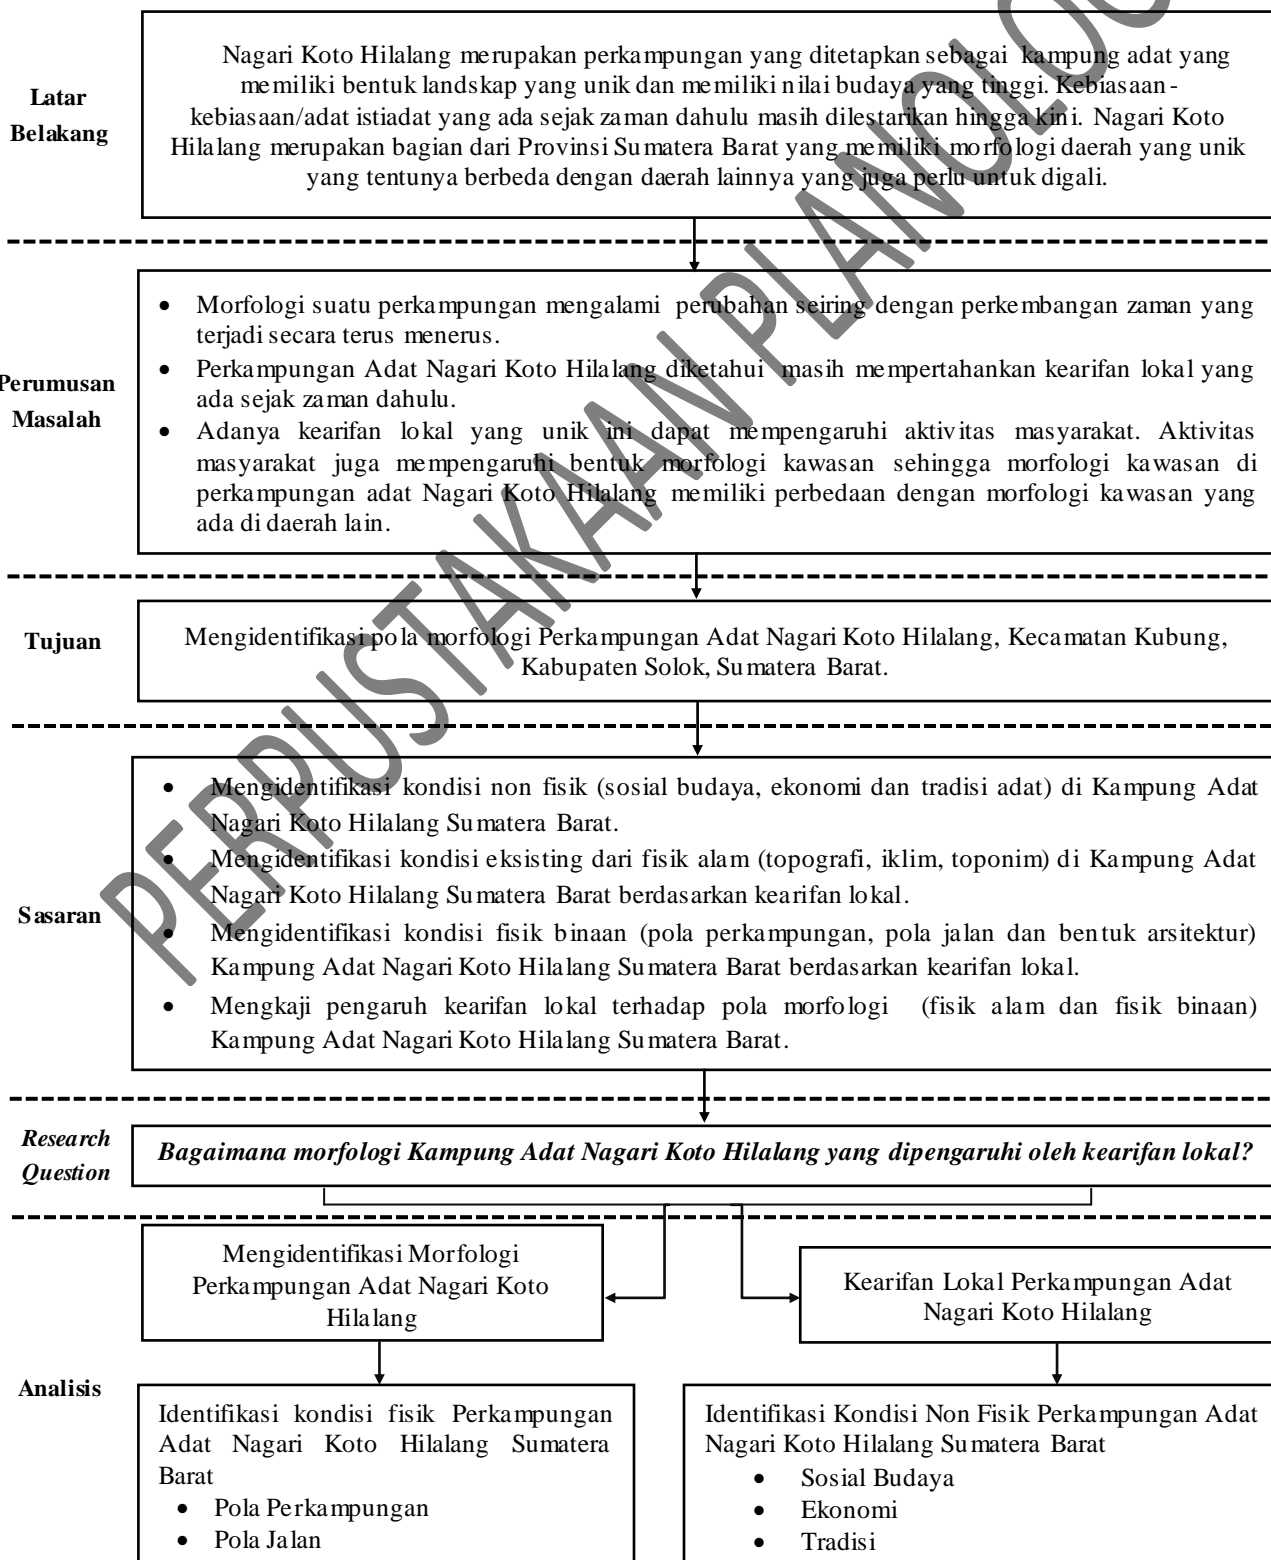 Latar
Belakang
Nagari Koto Hilalang merupakan perkampungan yang ditetapkan sebagai kampung adat yang
memiliki bentuk landskap yang unik dan memiliki nilai budaya yang tinggi. Kebiasaan-
kebiasaan/adat istiadat yang ada sejak zaman dahulu masih dilestarikan hingga kini. Nagari Koto
Hilalang merupakan bagian dari Provinsi Sumatera Barat yang memiliki morfologi daerah yang unik
yang tentunya berbeda dengan daerah lainnya yang juga perlu untuk digali.
Perumusan
Masalah
• Morfologi suatu perkampungan mengalami perubahan seiring dengan perkembangan zaman yang
terjadi secara terus menerus.
• Perkampungan Adat Nagari Koto Hilalang diketahui masih mempertahankan kearifan lokal yang
ada sejak zaman dahulu.
• Adanya kearifan lokal yang unik ini dapat mempengaruhi aktivitas masyarakat. Aktivitas
masyarakat juga mempengaruhi bentuk morfologi kawasan sehingga morfologi kawasan di
perkampungan adat Nagari Koto Hilalang memiliki perbedaan dengan morfologi kawasan yang
ada di daerah lain.
Tujuan
Mengidentifikasi pola morfologi Perkampungan Adat Nagari Koto Hilalang, Kecamatan Kubung,
Kabupaten Solok, Sumatera Barat.
Sasaran
• Mengidentifikasi kondisi non fisik (sosial budaya, ekonomi dan tradisi adat) di Kampung Adat
Nagari Koto Hilalang Sumatera Barat.
• Mengidentifikasi kondisi eksisting dari fisik alam (topografi, iklim, toponim) di Kampung Adat
Nagari Koto Hilalang Sumatera Barat berdasarkan kearifan lokal.
• Mengidentifikasi kondisi fisik binaan (pola perkampungan, pola jalan dan bentuk arsitektur)
Kampung Adat Nagari Koto Hilalang Sumatera Barat berdasarkan kearifan lokal.
• Mengkaji pengaruh kearifan lokal terhadap pola morfologi (fisik alam dan fisik binaan)
Kampung Adat Nagari Koto Hilalang Sumatera Barat.
Research
Question
Bagaimana morfologi Kampung Adat Nagari Koto Hilalang yang dipengaruhi oleh kearifan lokal?
Analisis
Mengidentifikasi Morfologi
Perkampungan Adat Nagari Koto
Hilalang
Kearifan Lokal Perkampungan Adat
Nagari Koto Hilalang
Identifikasi kondisi fisik Perkampungan
Adat Nagari Koto Hilalang Sumatera
Barat
• Pola Perkampungan
• Pola Jalan
Identifikasi Kondisi Non Fisik Perkampungan Adat
Nagari Koto Hilalang Sumatera Barat
• Sosial Budaya
• Ekonomi
• Tradisi
PERPUSTAKAAN PLANOLOG